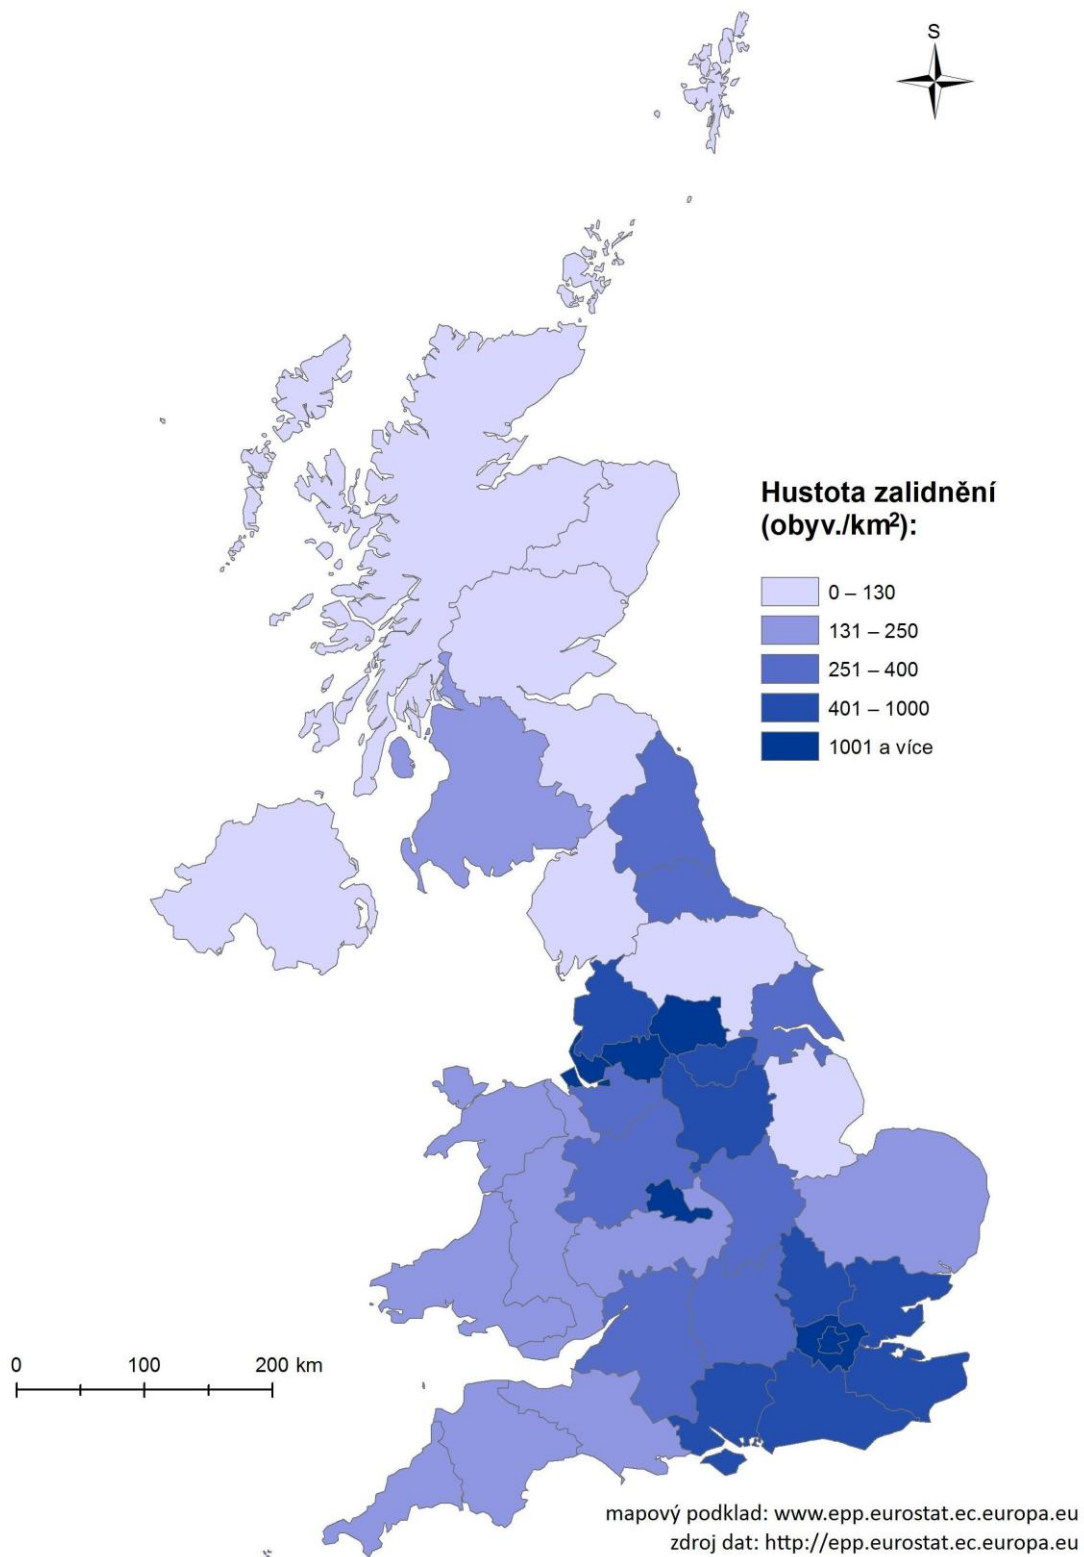 S
Hustota zalidnění
(obyv./km²):
0 – 130
131 – 250
251 – 400
401 – 1000
1001 a více
0 100 200 km
mapový podklad: www.epp.eurostat.ec.europa.eu
zdroj dat: http://epp.eurostat.ec.europa.eu